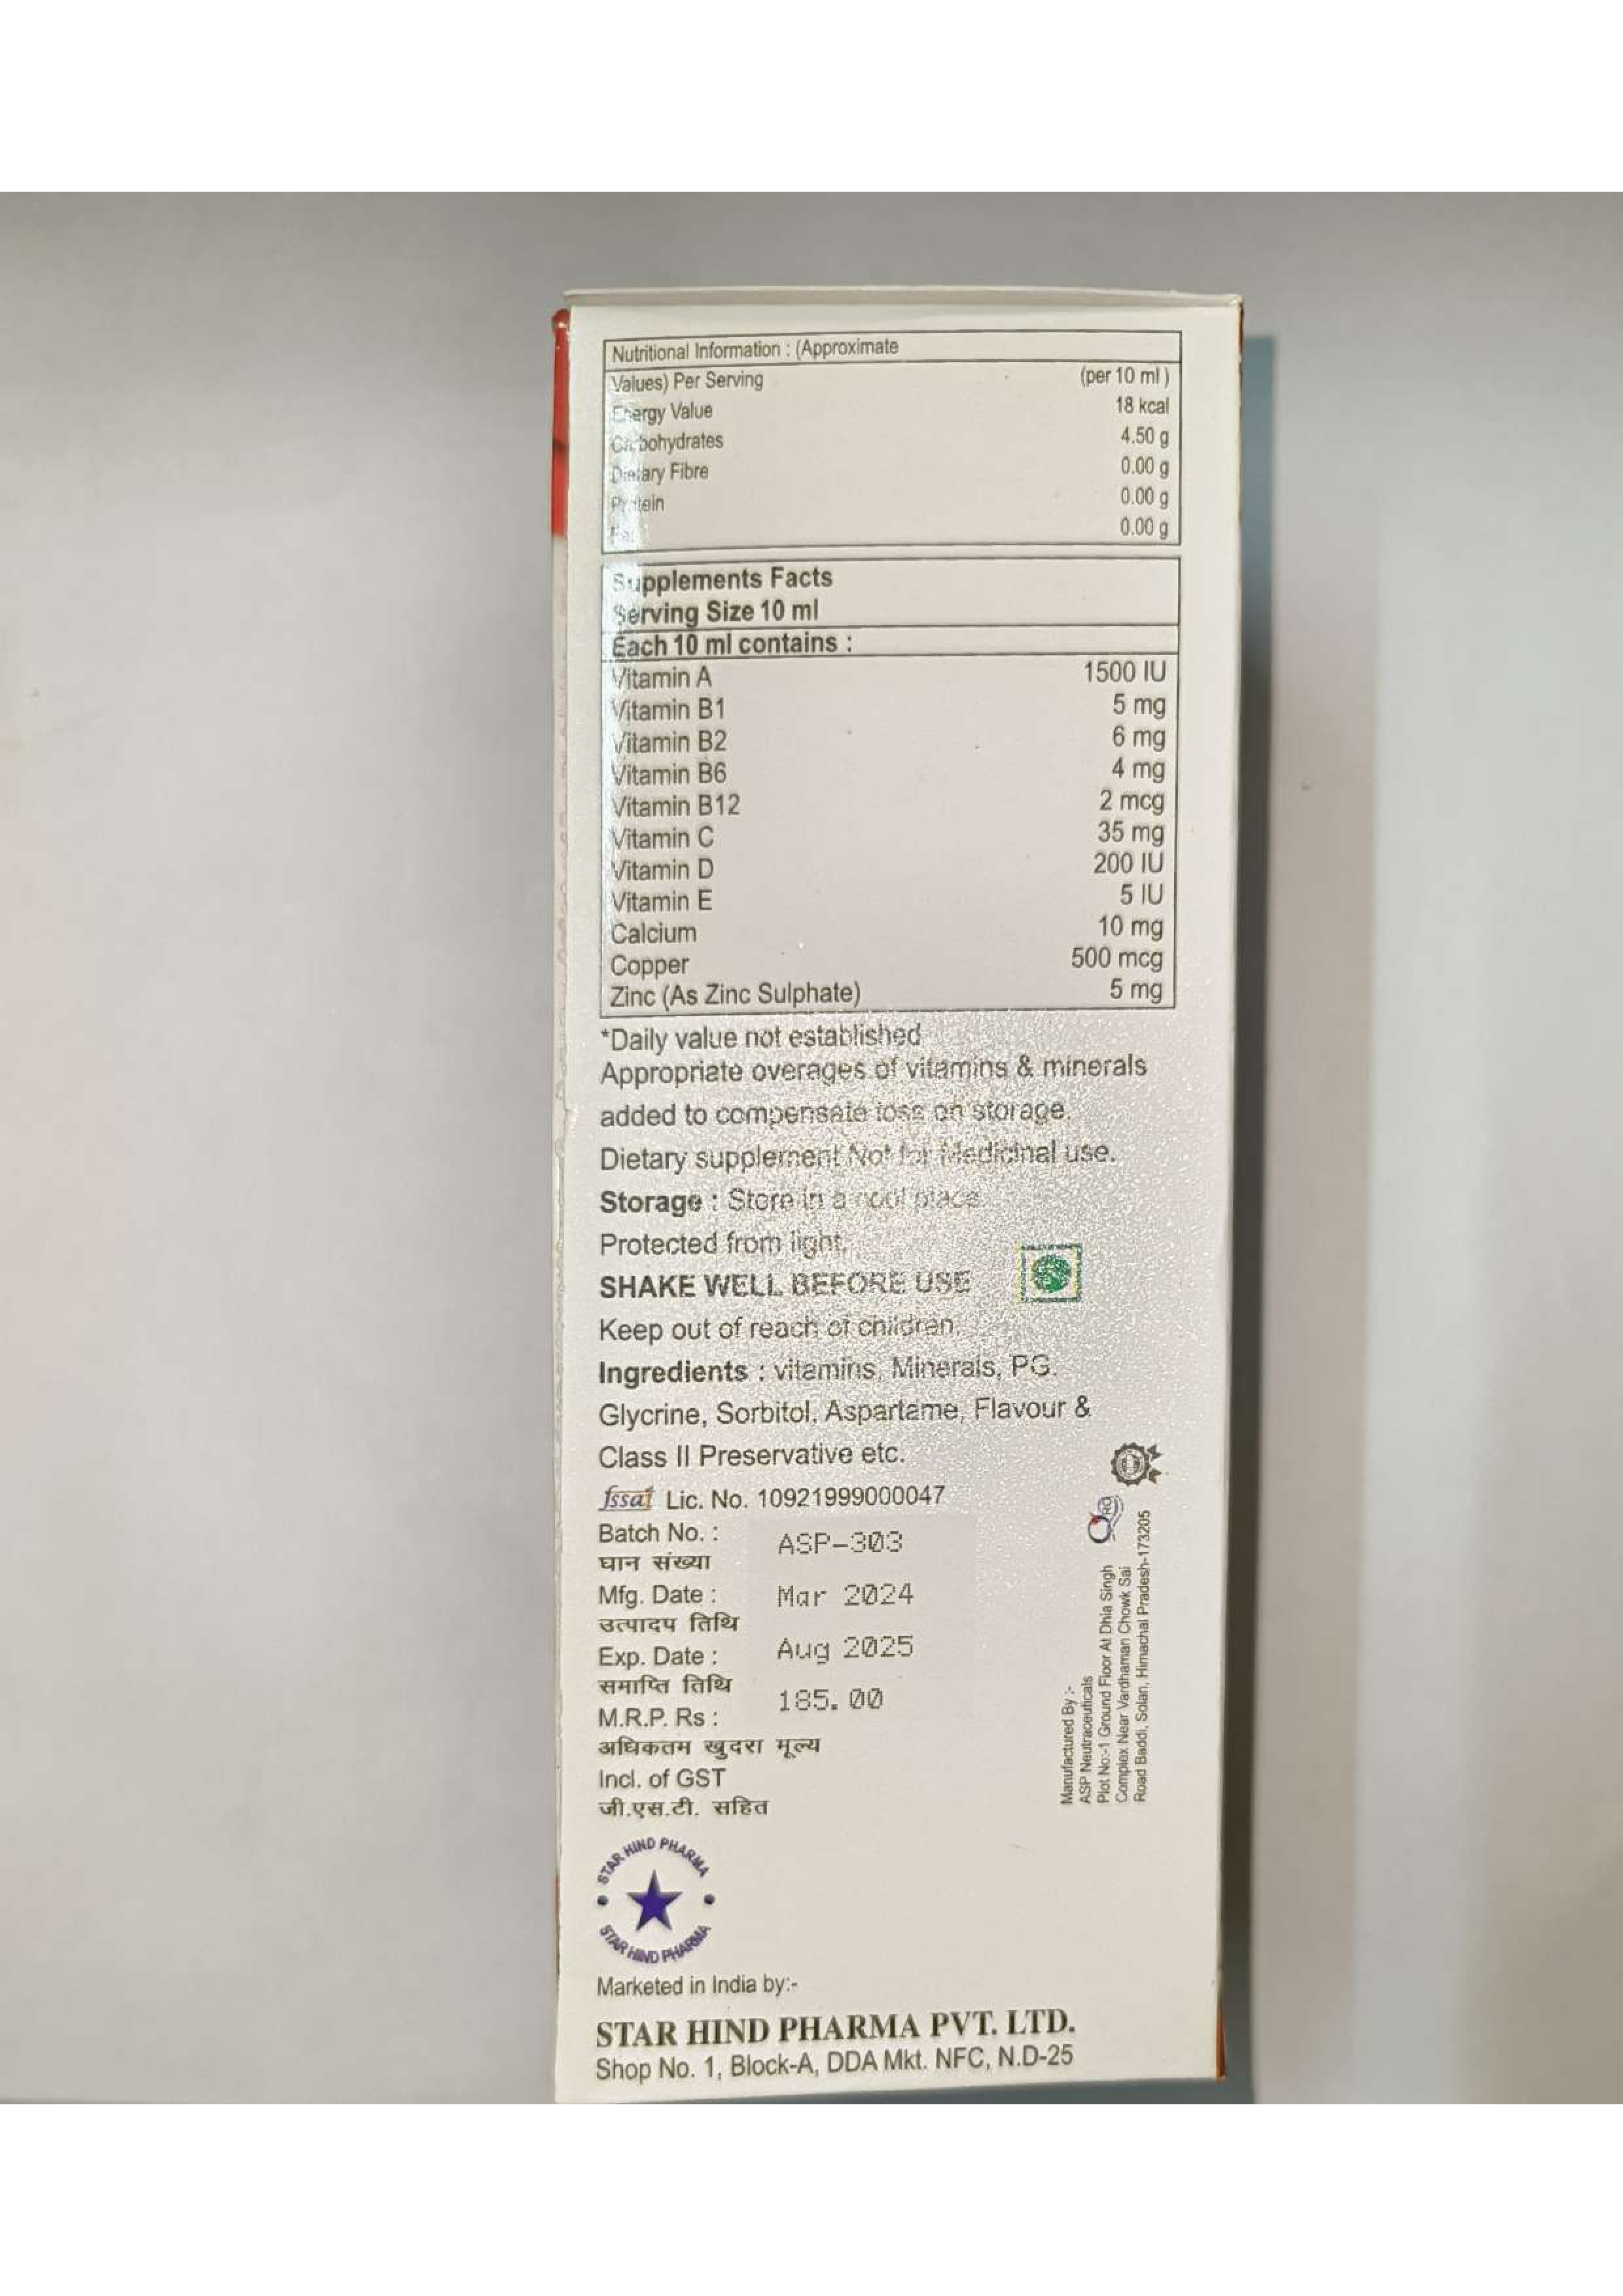 Nutritional Information : (Approximate
Values) Per Serving (per 10 ml )
Energy Value 18 kcal
Carbohydrates 4.50 g
Dietary Fibre 0.00 g
Protein 0.00 g
Fat 0.00 g
Supplements Facts
Serving Size 10 ml
Each 10 ml contains :
Vitamin A 1500 IU
Vitamin B1 5 mg
Vitamin B2 6 mg
Vitamin B6 4 mg
Vitamin B12 2 mcg
Vitamin C 35 mg
Vitamin D 200 IU
Vitamin E 5 IU
Calcium 10 mg
Copper 500 mcg
Zinc (As Zinc Sulphate) 5 mg
*Daily value not established
Appropriate overages of vitamins & minerals
added to compensate loss on storage.
Dietary supplement Not for Medicinal use.
Storage : Store in a cool place.
Protected from light.
SHAKE WELL BEFORE USE
Keep out of reach of children.
Ingredients : vitamins, Minerals, PG.
Glycrine, Sorbitol, Aspartame, Flavour &
Class II Preservative etc.
fssai Lic. No. 10921999000047
Batch No. : ASP-303
घान संख्या
Mfg. Date : Mar 2024
उत्पादप तिथि
Exp. Date : Aug 2025
समाप्ति तिथि
M.R.P. Rs : 185.00
अधिकतम खुदरा मूल्य
Incl. of GST
जी.एस.टी. सहित
Manufactured By :-
ASP Neutraceuticals
Plot No:-1 Ground Floor At Dhla Singh
Complex Near Vardhaman Chowk Sai
Road Baddi, Solan, Himachal Pradesh-173205
STAR HIND PHARMA
STAR HIND PHARMA
Marketed in India by:-
STAR HIND PHARMA PVT. LTD.
Shop No. 1, Block-A, DDA Mkt. NFC, N.D-25